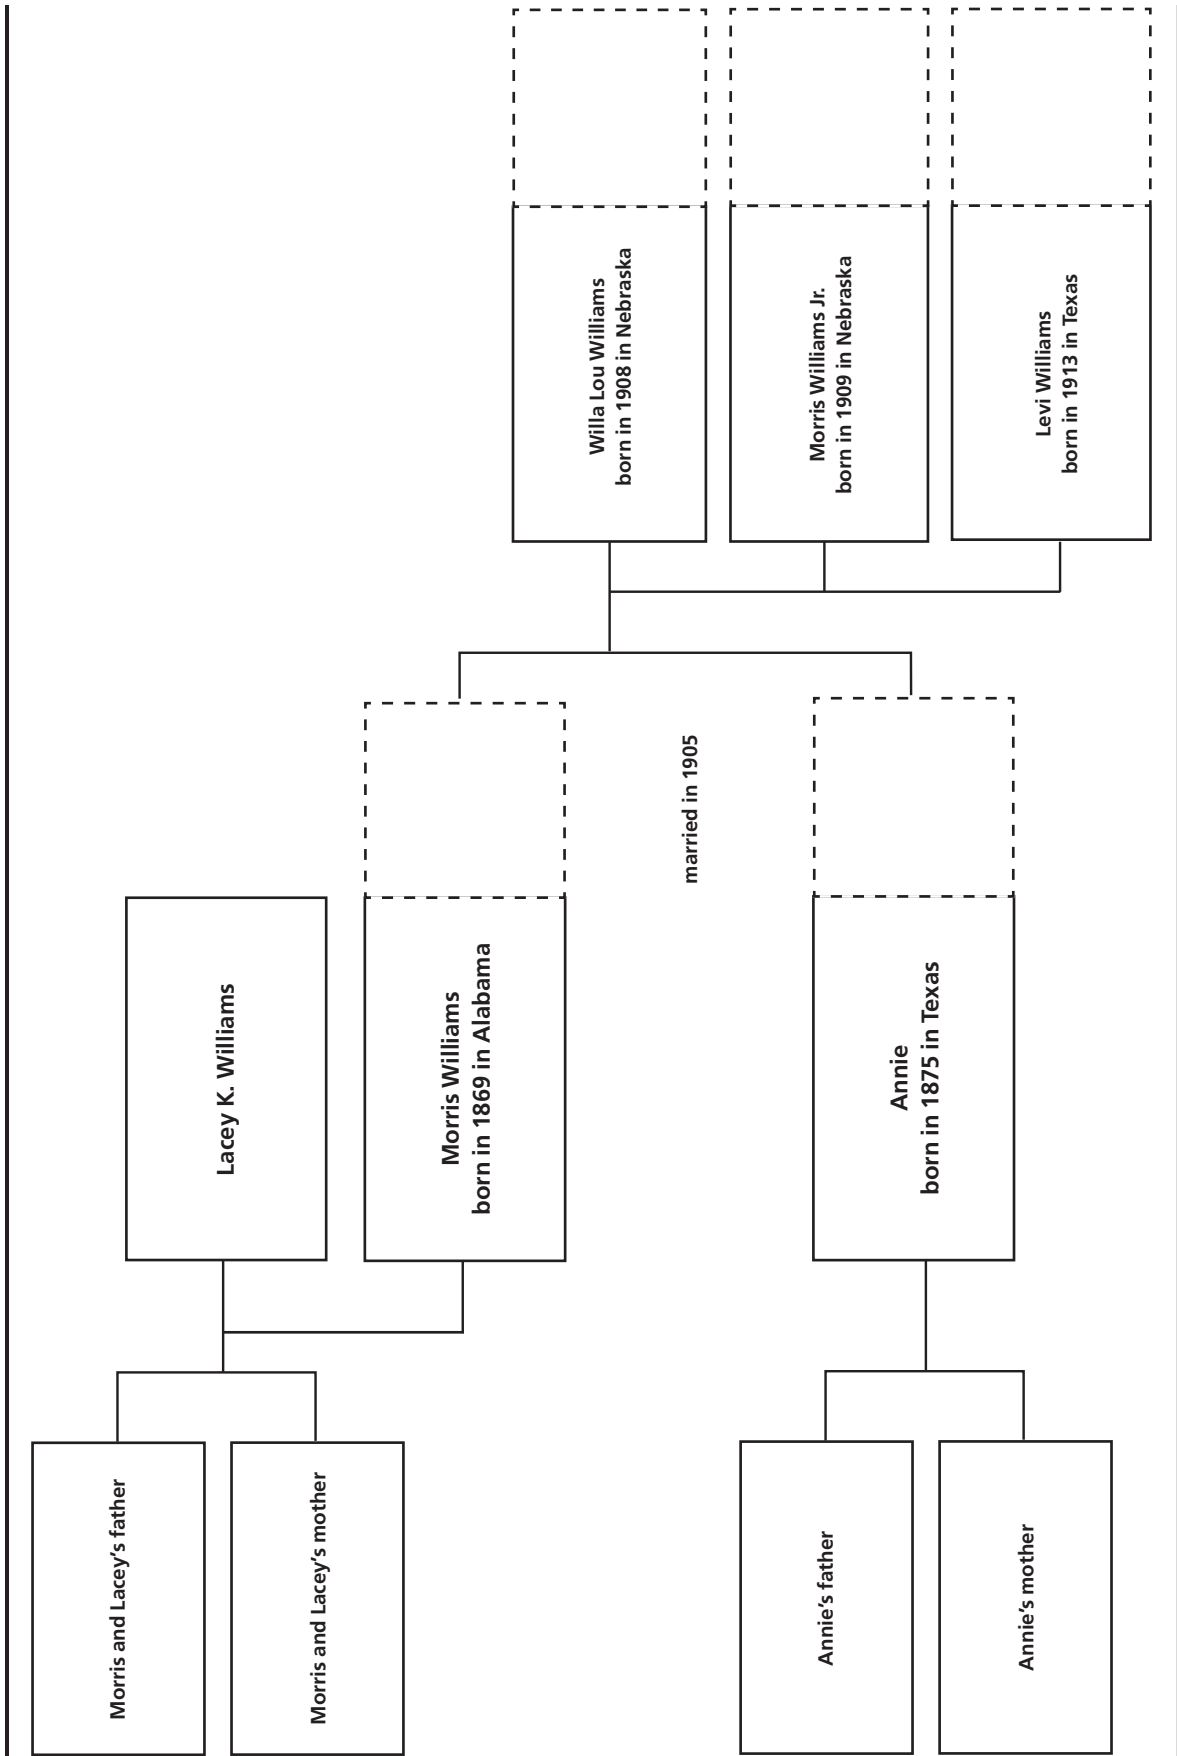 Morris and Lacey's father
Morris and Lacey's mother
Annie's father
Annie's mother
Lacey K. Williams
Morris Williams
born in 1869 in Alabama
married in 1905
Annie
born in 1875 in Texas
Willa Lou Williams
born in 1908 in Nebraska
Morris Williams Jr.
born in 1909 in Nebraska
Levi Williams
born in 1913 in Texas